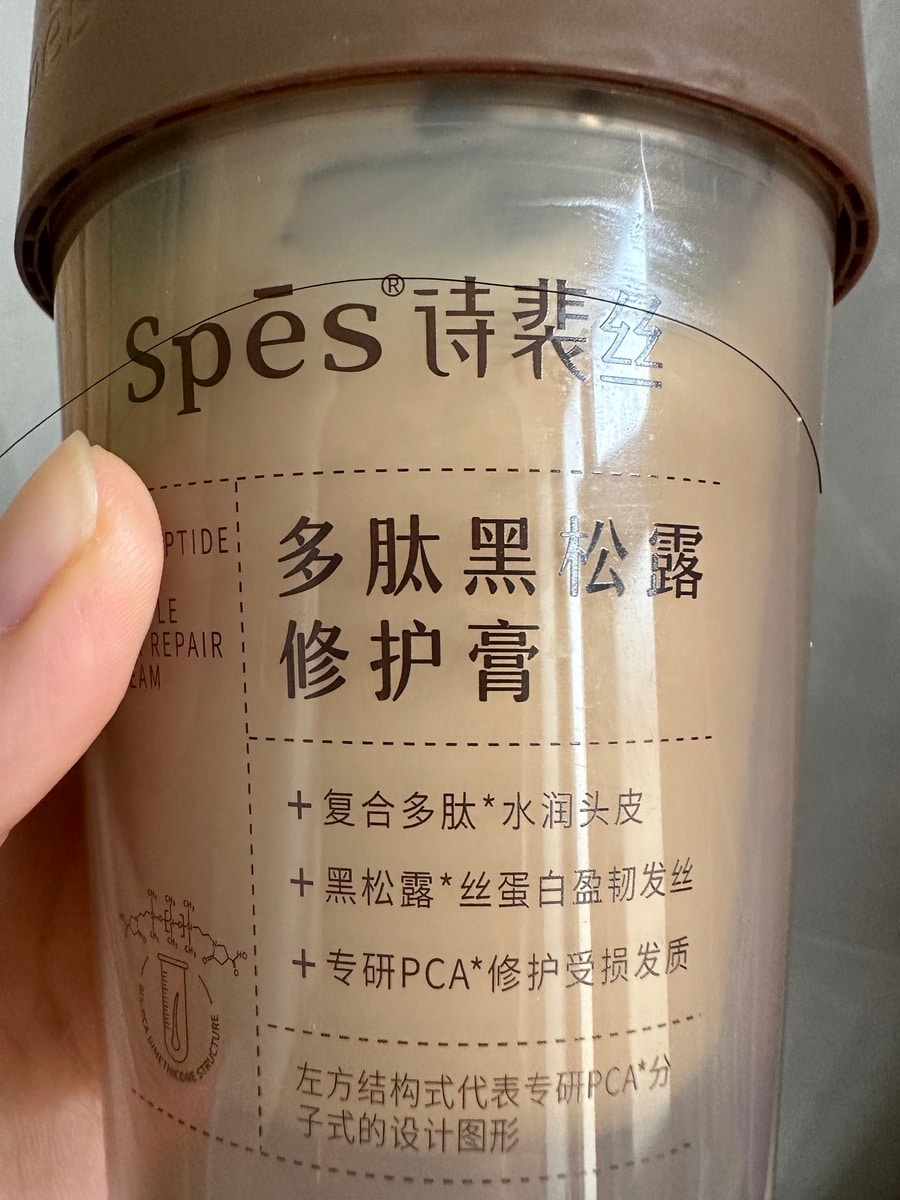 Spēs® 诗裴丝
PTIDE
LE
REPAIR
EAM
多肽黑松露
修护膏
+复合多肽*水润头皮
+黑松露*丝蛋白盈韧发丝
+专研PCA*修护受损发质
左方结构式代表专研PCA*分
子式的设计图形